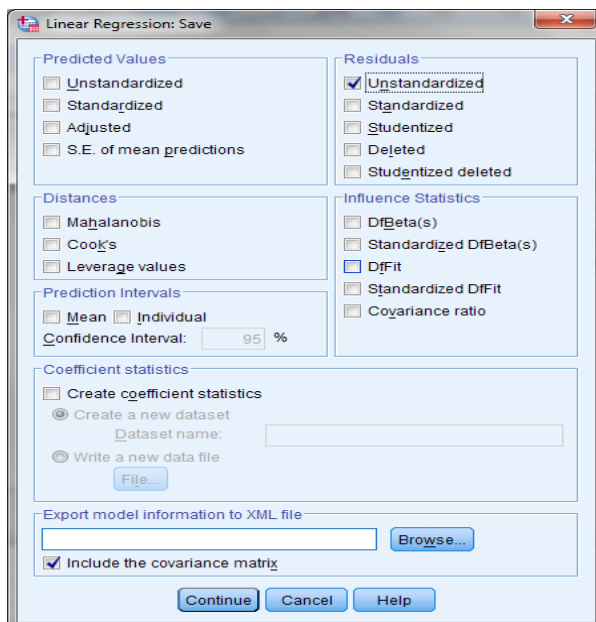 Linear Regression: Save
Predicted Values
Unstandardized
Standardized
Adjusted
S.E. of mean predictions
Residuals
Unstandardized
Standardized
Studentized
Deleted
Studentized deleted
Distances
Mahalanobis
Cook's
Leverage values
Influence Statistics
DfBeta(s)
Standardized DfBeta(s)
DfFit
Standardized DfFit
Covariance ratio
Prediction Intervals
Mean Individual
Confidence Interval: 95 %
Coefficient statistics
Create coefficient statistics
Create a new dataset
Dataset name:
Write a new data file
File...
Export model information to XML file
Browse...
Include the covariance matrix
Continue Cancel Help